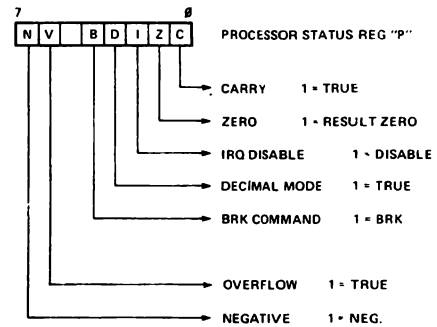 7 0
N V B D I Z C PROCESSOR STATUS REG "P"
CARRY 1 = TRUE
ZERO 1 = RESULT ZERO
IRQ DISABLE 1 = DISABLE
DECIMAL MODE 1 = TRUE
BRK COMMAND 1 = BRK
OVERFLOW 1 = TRUE
NEGATIVE 1 = NEG.